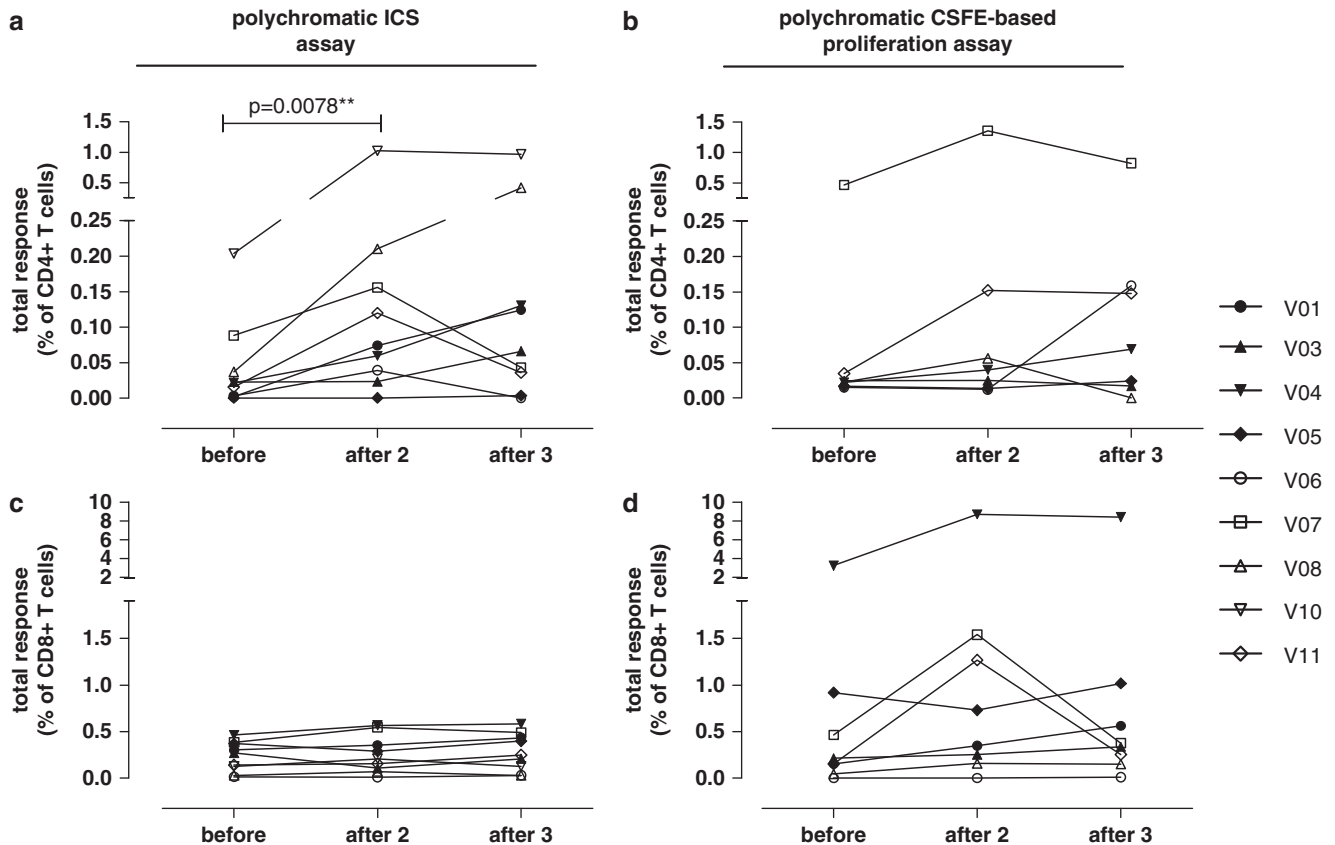 a
polychromatic ICS
assay
b
polychromatic CSFE-based
proliferation assay
p=0.0078**
total response
(% of CD4+ T cells)
1.5
1.0
0.5
0.25
0.20
0.15
0.10
0.05
0.00
before
after 2
after 3
total response
(% of CD4+ T cells)
1.5
1.0
0.5
0.25
0.20
0.15
0.10
0.05
0.00
before
after 2
after 3
c
total response
(% of CD8+ T cells)
10
8
6
4
2
1.5
1.0
0.5
0.0
before
after 2
after 3
d
total response
(% of CD8+ T cells)
10
8
6
4
2
1.5
1.0
0.5
0.0
before
after 2
after 3
V01
V03
V04
V05
V06
V07
V08
V10
V11